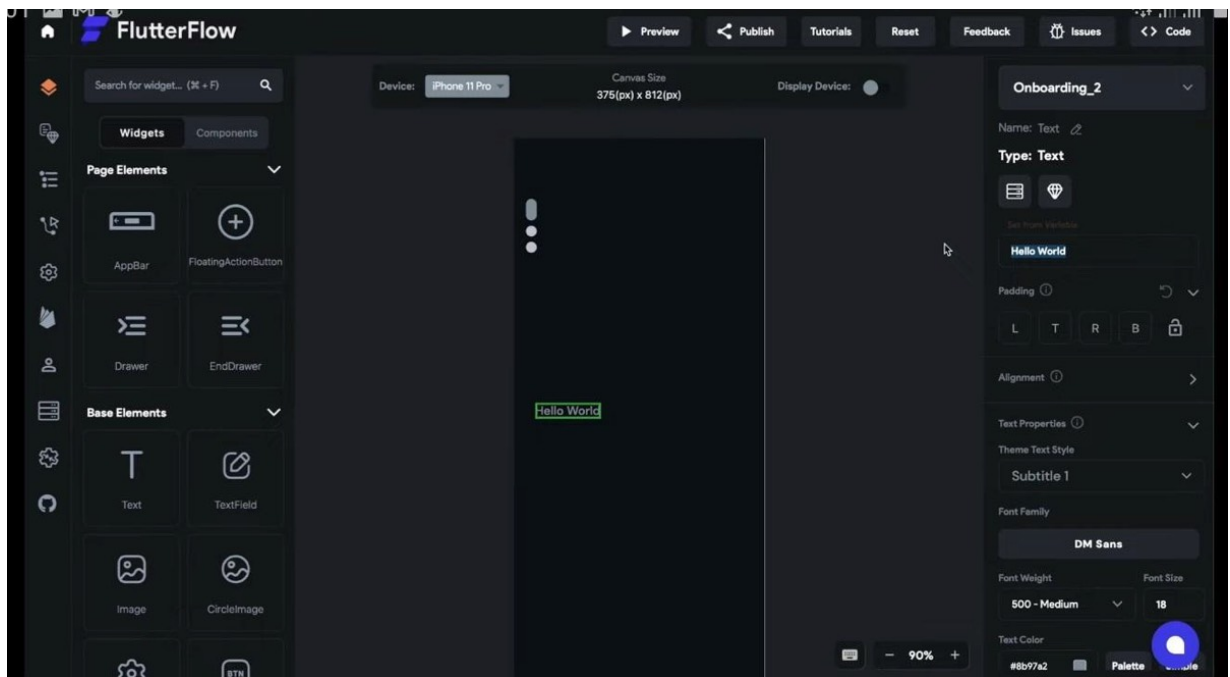 FlutterFlow
Preview
Publish
Tutorials
Reset
Feedback
Issues
<> Code
Search for widget... (⌘ + F)
Device:
iPhone 11 Pro
Canvas Size
375(px) x 812(px)
Display Device:
Widgets
Components
Page Elements
AppBar
FloatingActionButton
Drawer
EndDrawer
Base Elements
Text
TextField
Image
CircleImage
BTN
Hello World
90%
Onboarding_2
Name: Text
Type: Text
Set from Variable
Hello World
Padding
L T R B
Alignment
Text Properties
Theme Text Style
Subtitle 1
Font Family
DM Sans
Font Weight
Font Size
500 - Medium
18
Text Color
#8b97a2
Palette